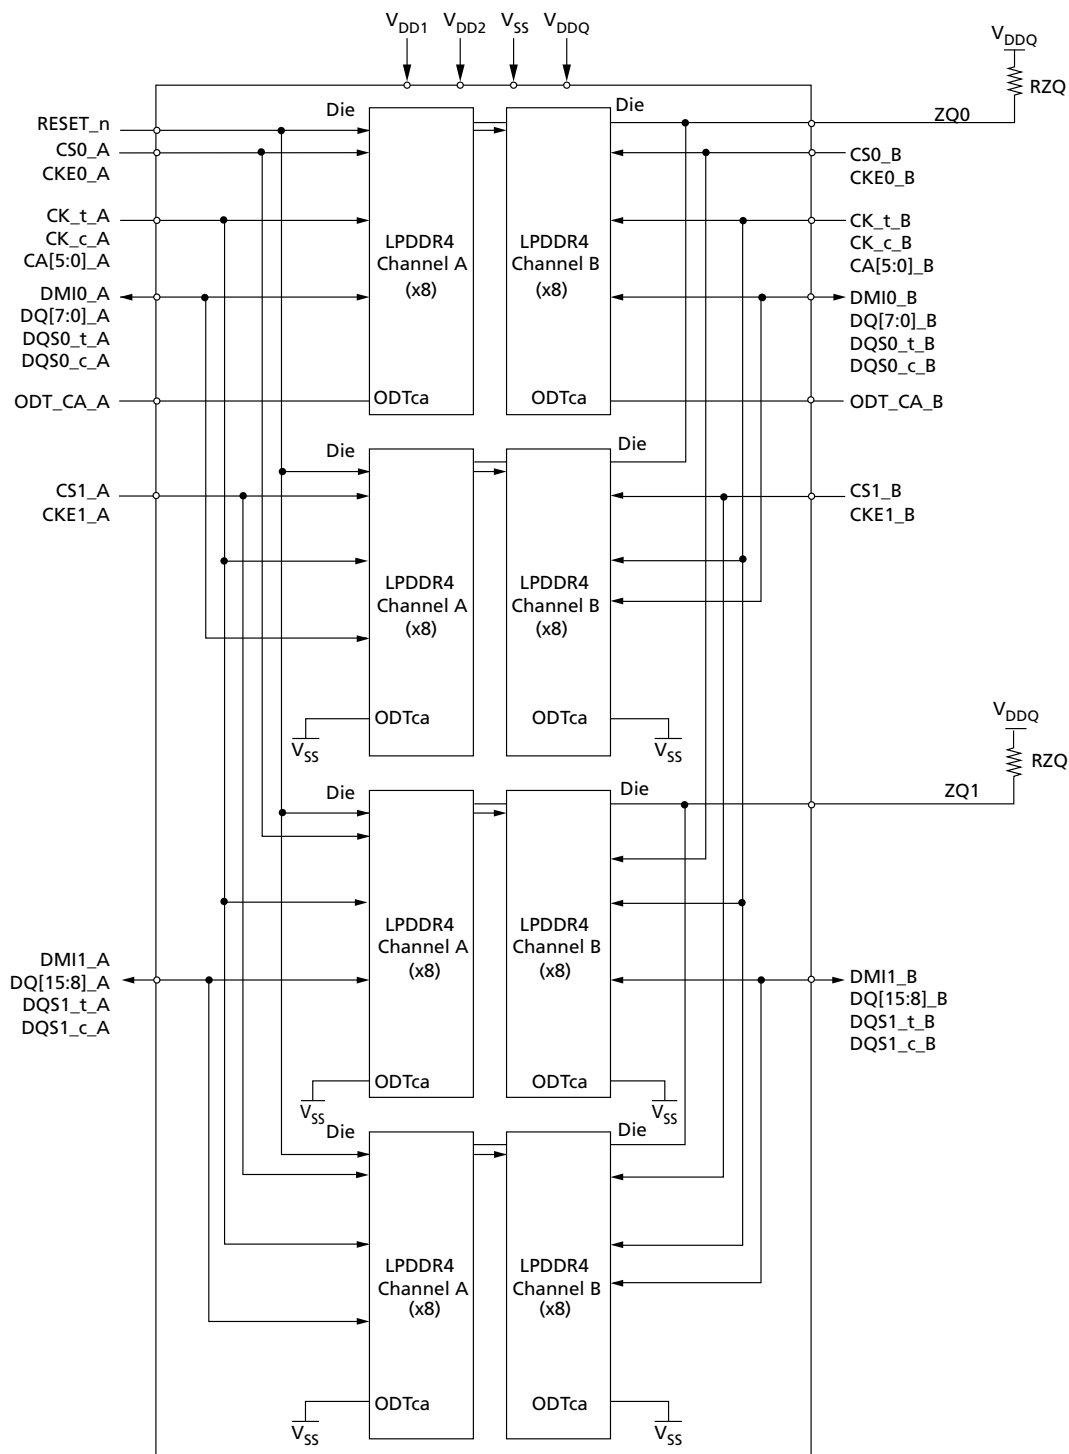 VDD1 VDD2 VSS VDDQ
VDDQ
RZQ
Die
Die
ZQ0
RESET_n
CS0_A
CKE0_A
CS0_B
CKE0_B
CK_t_A
CK_c_A
CA[5:0]_A
LPDDR4
Channel A
(x8)
LPDDR4
Channel B
(x8)
CK_t_B
CK_c_B
CA[5:0]_B
DMI0_A
DQ[7:0]_A
DQS0_t_A
DQS0_c_A
DMI0_B
DQ[7:0]_B
DQS0_t_B
DQS0_c_B
ODT_CA_A
ODTca
ODTca
ODT_CA_B
Die
Die
CS1_A
CKE1_A
CS1_B
CKE1_B
LPDDR4
Channel A
(x8)
LPDDR4
Channel B
(x8)
ODTca
ODTca
VSS
VSS
VDDQ
RZQ
Die
Die
ZQ1
LPDDR4
Channel A
(x8)
LPDDR4
Channel B
(x8)
DMI1_A
DQ[15:8]_A
DQS1_t_A
DQS1_c_A
DMI1_B
DQ[15:8]_B
DQS1_t_B
DQS1_c_B
ODTca
ODTca
VSS
VSS
Die
Die
LPDDR4
Channel A
(x8)
LPDDR4
Channel B
(x8)
ODTca
ODTca
VSS
VSS